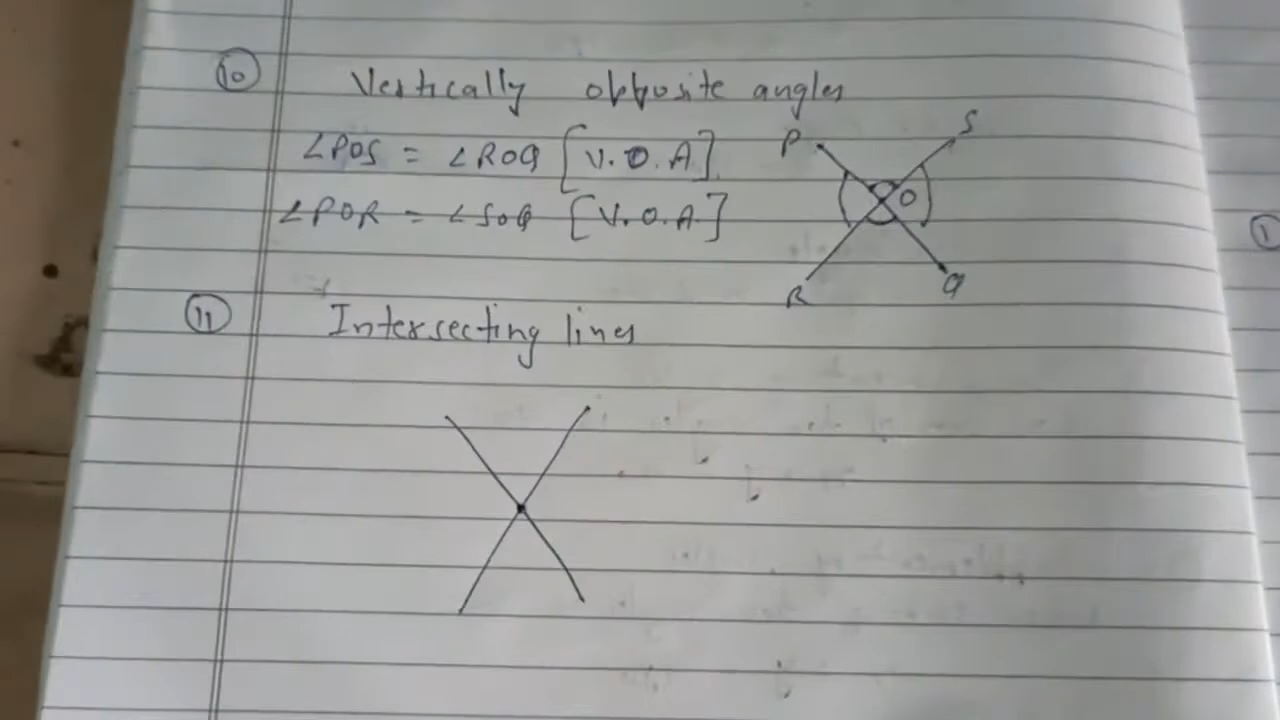 10 Vertically opposite angles
∠POS = ∠ROQ [V.O.A]
∠POR = ∠SOQ [V.O.A.]
P S
O
R Q
11 Intersecting lines